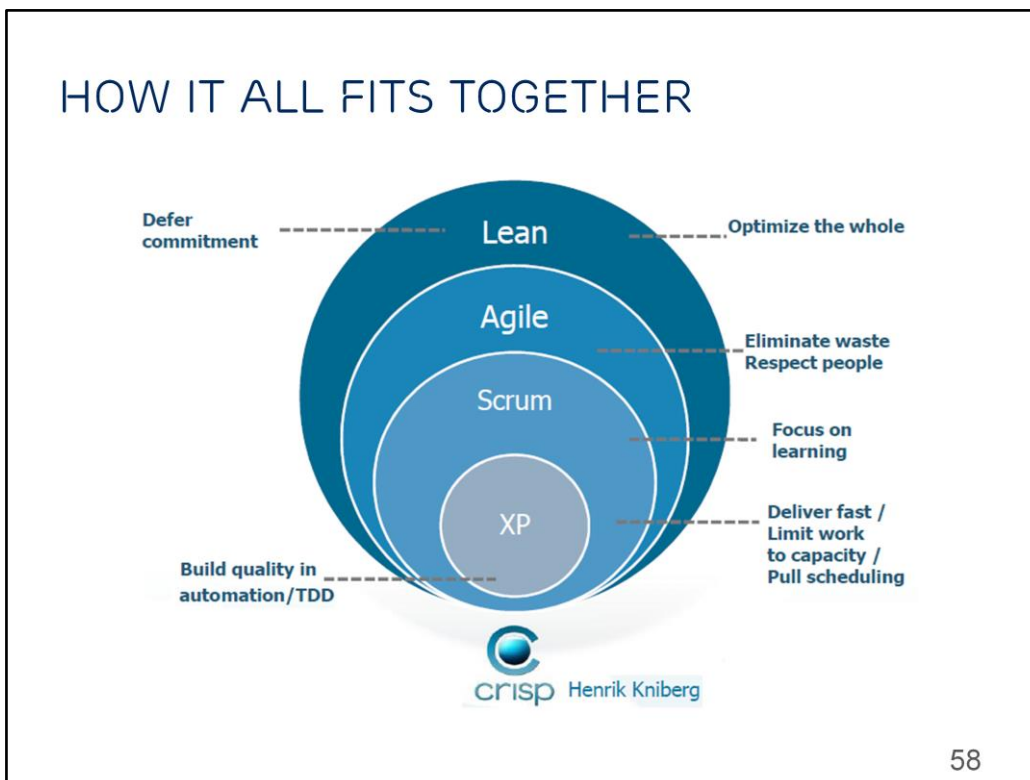 HOW IT ALL FITS TOGETHER
Defer
commitment
Lean
Optimize the whole
Agile
Eliminate waste
Respect people
Scrum
Focus on
learning
XP
Deliver fast /
Limit work
to capacity /
Pull scheduling
Build quality in
automation/TDD
crisp Henrik Kniberg
58